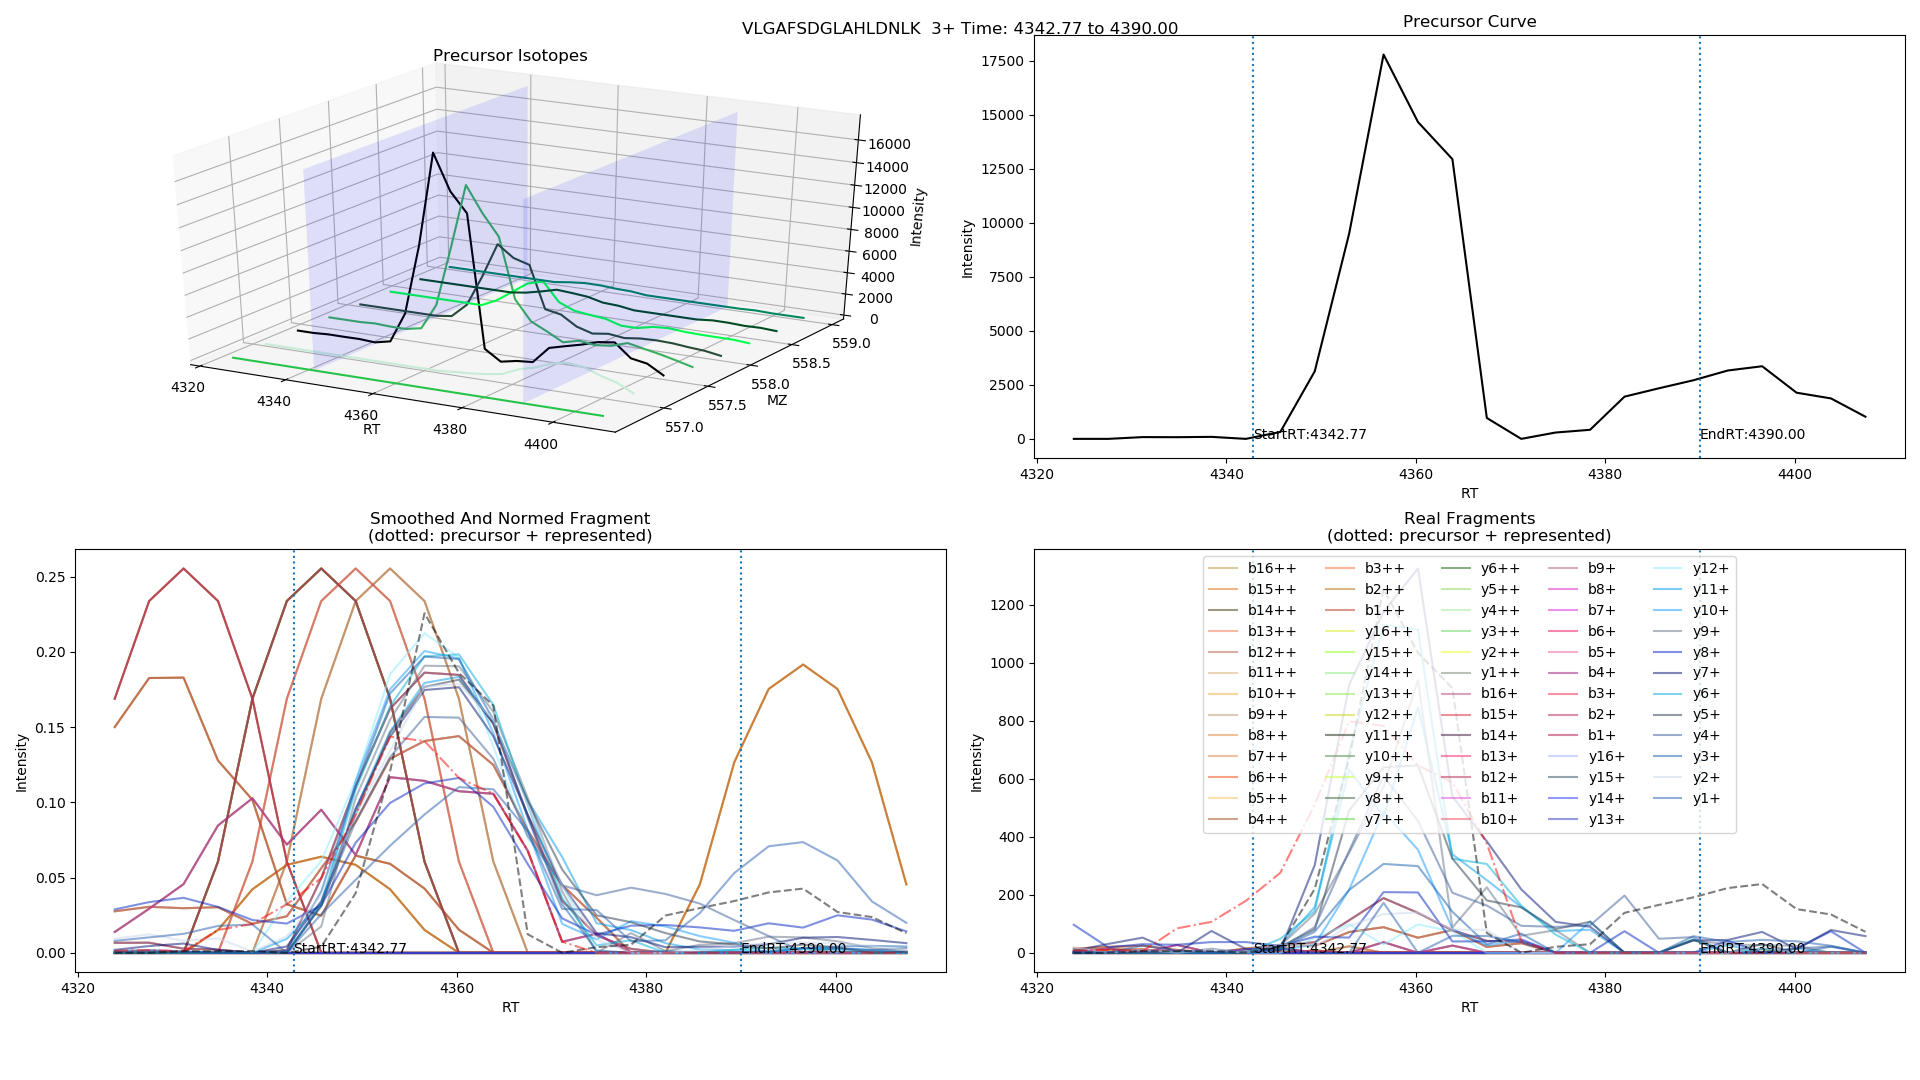 VLGAFSDGLAHLDNLK  3+ Time: 4342.77 to 4390.00
Precursor Isotopes
16000
14000
12000
10000
8000
6000
4000
2000
0
Intensity
4320
4340
4360
4380
4400
RT
557.0
557.5
558.0
558.5
559.0
MZ
Precursor Curve
17500
15000
12500
10000
7500
5000
2500
0
Intensity
StartRT:4342.77
EndRT:4390.00
4320 4340 4360 4380 4400
RT
Smoothed And Normed Fragment
(dotted: precursor + represented)
0.25
0.20
0.15
0.10
0.05
0.00
Intensity
StartRT:4342.77
EndRT:4390.00
4320 4340 4360 4380 4400
RT
Real Fragments
(dotted: precursor + represented)
1200
1000
800
600
400
200
0
Intensity
b16++ b3++ y6++ b9+ y12+
b15++ b2++ y5++ b8+ y11+
b14++ b1++ y4++ b7+ y10+
b13++ y16++ y3++ b6+ y9+
b12++ y15++ y2++ b5+ y8+
b11++ y14++ y1++ b4+ y7+
b10++ y13++ b16+ b3+ y6+
b9++ y12++ b15+ b2+ y5+
b8++ y11++ b14+ b1+ y4+
b7++ y10++ b13+ y16+ y3+
b6++ y9++ b12+ y15+ y2+
b5++ y8++ b11+ y14+ y1+
b4++ y7++ b10+ y13+
StartRT:4342.77
EndRT:4390.00
4320 4340 4360 4380 4400
RT